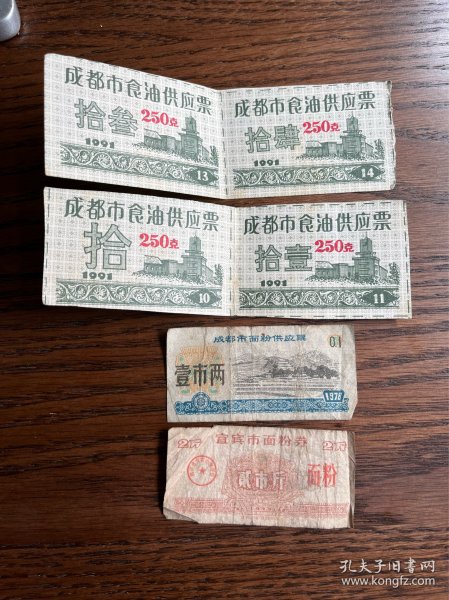 成都市食油供应票
拾叁 250克
1991
13
成都市食油供应票
拾肆 250克
1991
14
成都市食油供应票
拾 250克
1991
10
成都市食油供应票
拾壹 250克
1991
11
成都市面粉供应票
01
壹市两
1978
宜宾市面粉券
贰市斤
面粉
孔夫子旧书网
www.kongfz.com